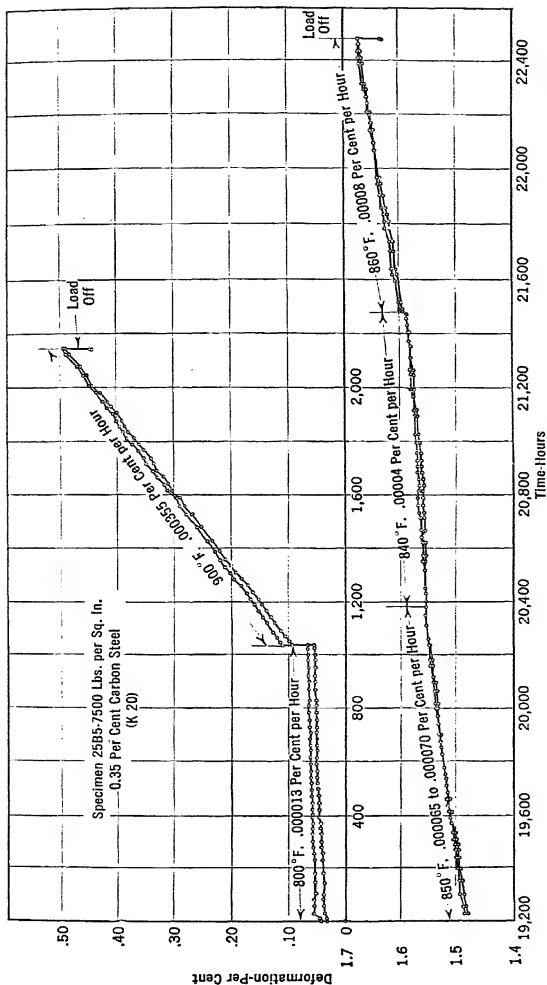 Specimen 25B5-7500 Lbs. per Sq. In.
0.35 Per Cent Carbon Steel
(K 20)
Load
Off
900°F, .000355 Per Cent per Hour
800°F, .000013 Per Cent per Hour
.50
.40
.30
.20
.10
0
400
800
1,200
1,600
2,000
Deformation-Per Cent
Load
Off
860°F, .00008 Per Cent per Hour
840°F, .00004 Per Cent per Hour
850°F, .000065 to .000070 Per Cent per Hour
1.7
1.6
1.5
1.4
19,200
19,600
20,000
20,400
20,800
21,200
21,600
22,000
22,400
Time-Hours